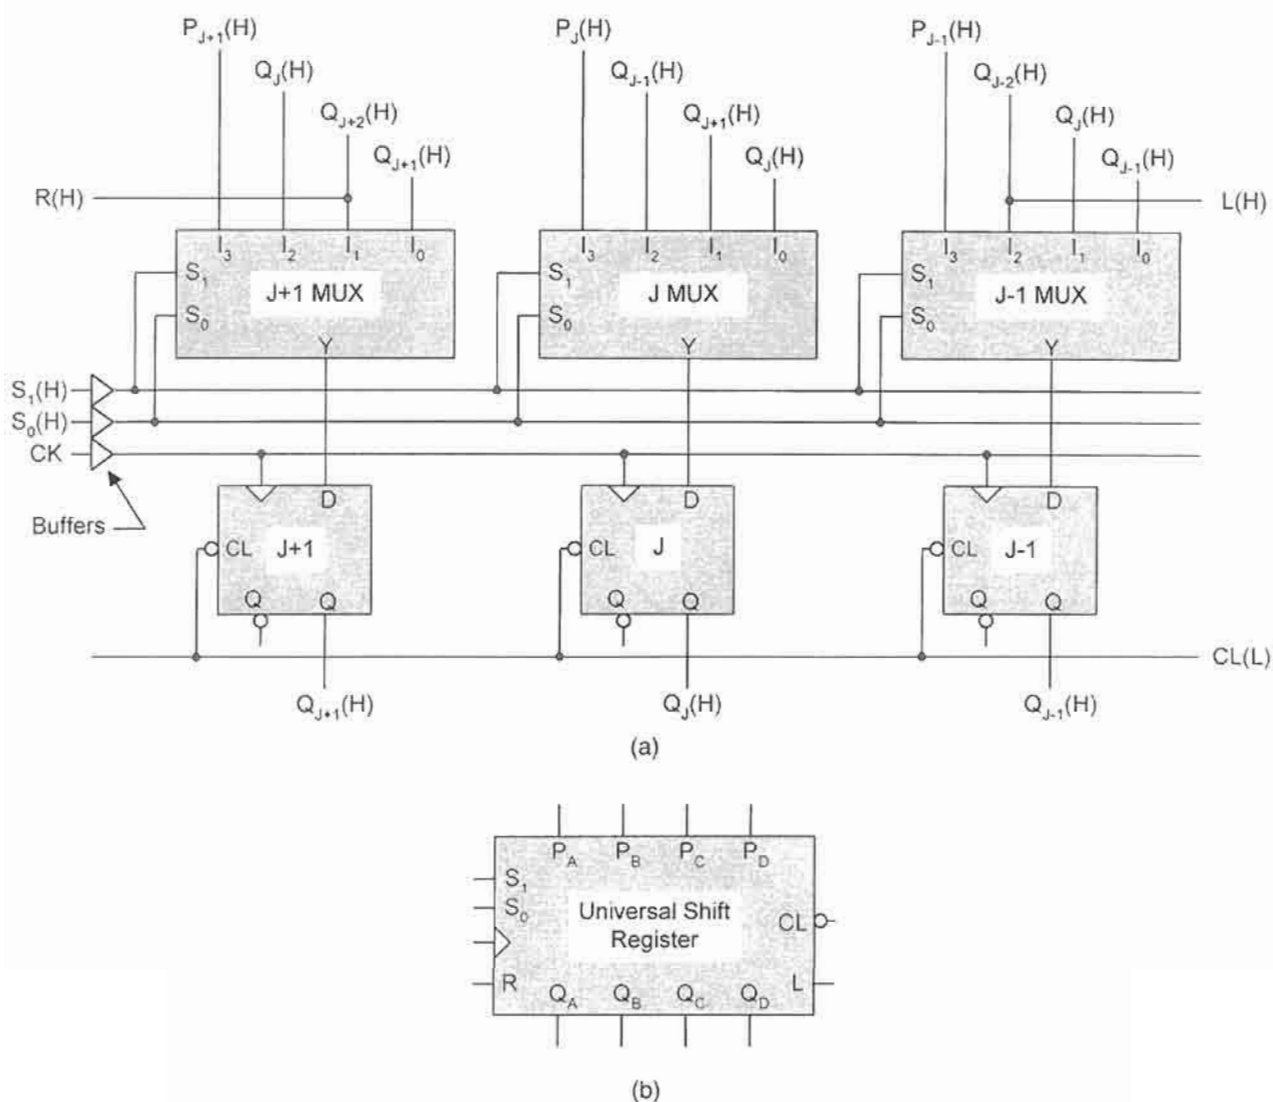 P_{J+1}(H) P_J(H) P_{J-1}(H)
Q_J(H) Q_{J-1}(H) Q_{J-2}(H)
Q_{J+2}(H) Q_{J+1}(H) Q_J(H)
Q_{J+1}(H) Q_J(H) Q_{J-1}(H)
R(H) L(H)
I_3 I_2 I_1 I_0 I_3 I_2 I_1 I_0 I_3 I_2 I_1 I_0
S_1 S_1 S_1
J+1 MUX J MUX J-1 MUX
S_0 S_0 S_0
Y Y Y
S_1(H)
S_0(H)
CK
D D D
Buffers
CL J+1 CL J CL J-1
Q Q Q Q Q Q
CL(L)
Q_{J+1}(H) Q_J(H) Q_{J-1}(H)
(a)
P_A P_B P_C P_D
S_1
S_0 Universal Shift
CL
Register
R Q_A Q_B Q_C Q_D L
(b)